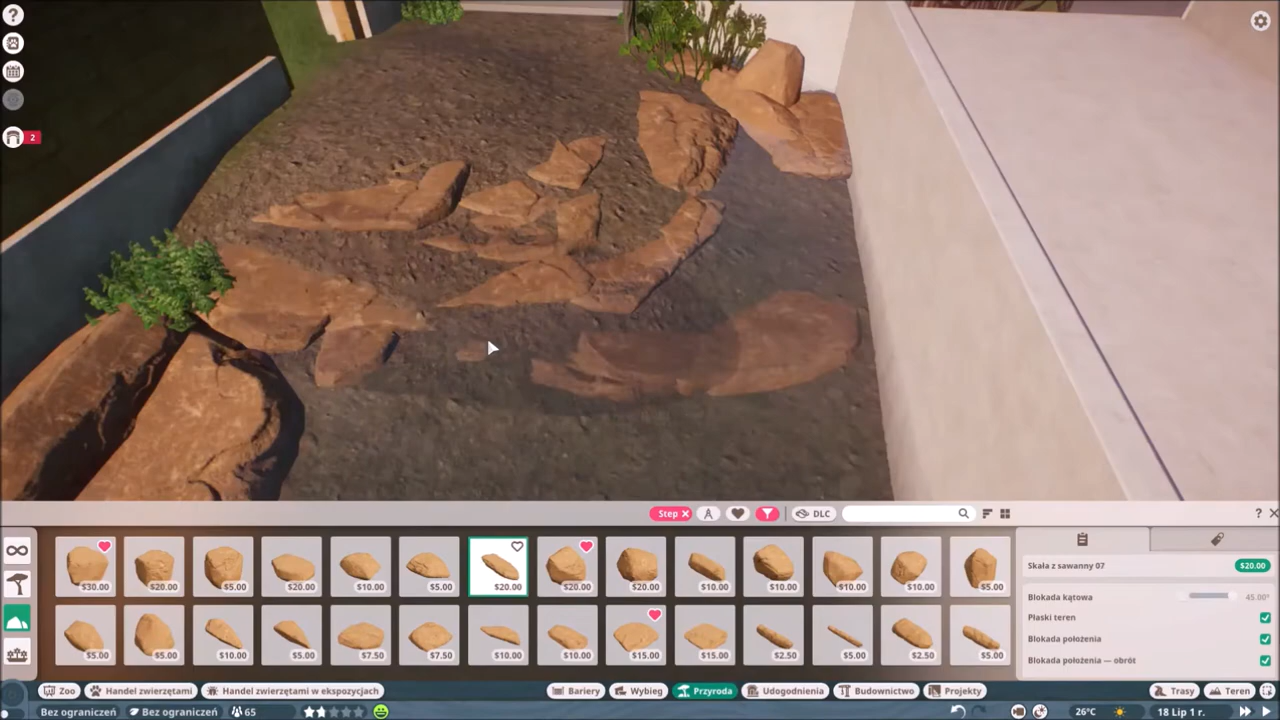 ?
2
Step ×
DLC
? ×
$30.00 $20.00 $5.00 $20.00 $10.00 $5.00 $20.00 $20.00 $20.00 $10.00 $10.00 $10.00 $10.00 $5.00
$5.00 $5.00 $10.00 $5.00 $7.50 $7.50 $10.00 $10.00 $15.00 $15.00 $2.50 $5.00 $2.50 $5.00
Skała z sawanny 07 $20.00
Blokada kątowa 45.00°
Płaski teren
Blokada położenia
Blokada położenia — obrót
Zoo Handel zwierzętami Handel zwierzętami w ekspozycjach Bariery Wybieg Przyroda Udogodnienia Budownictwo Projekty Trasy Teren
Bez ograniczeń Bez ograniczeń 65 26°C 18 Lip 1 r.